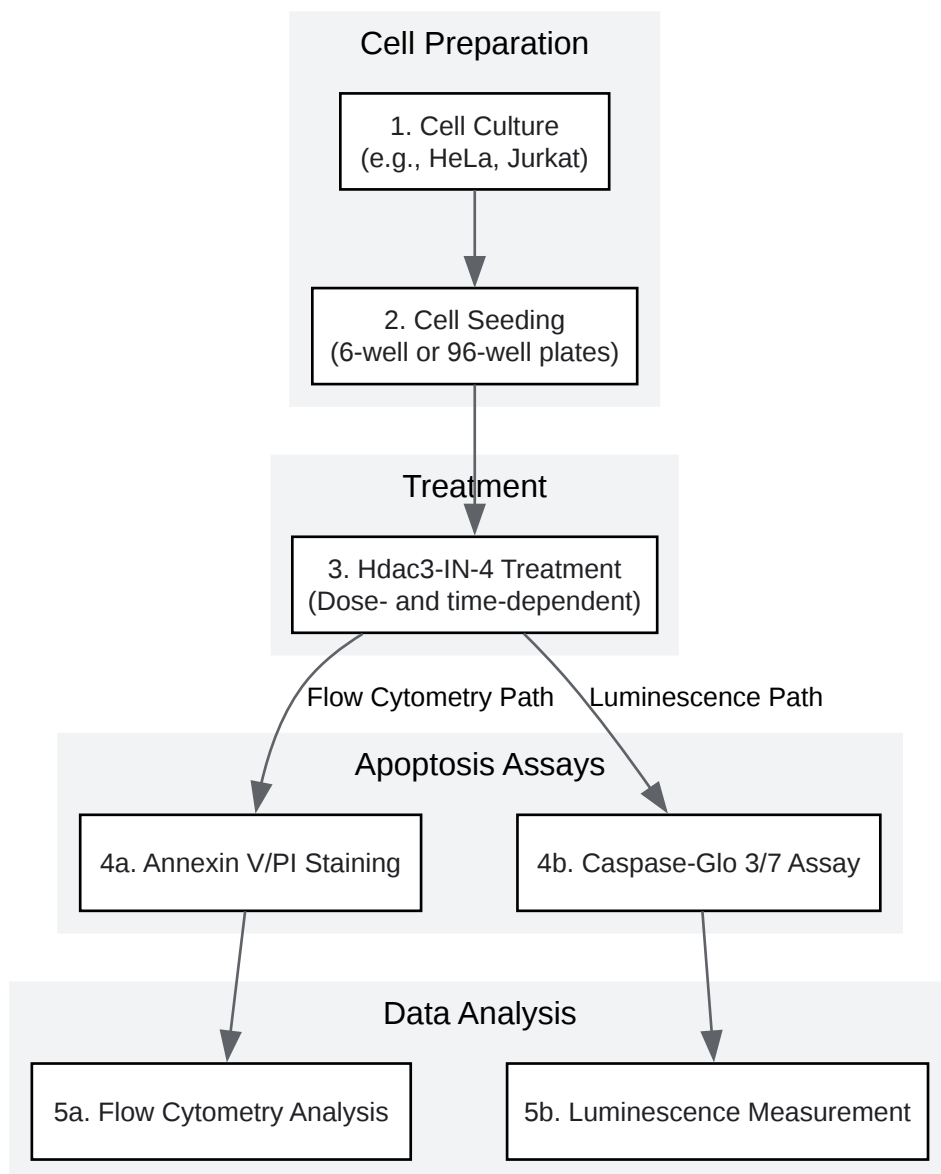 Cell Preparation
1. Cell Culture
(e.g., HeLa, Jurkat)
2. Cell Seeding
(6-well or 96-well plates)
Treatment
3. Hdac3-IN-4 Treatment
(Dose- and time-dependent)
Flow Cytometry Path
Luminescence Path
Apoptosis Assays
4a. Annexin V/PI Staining
4b. Caspase-Glo 3/7 Assay
Data Analysis
5a. Flow Cytometry Analysis
5b. Luminescence Measurement